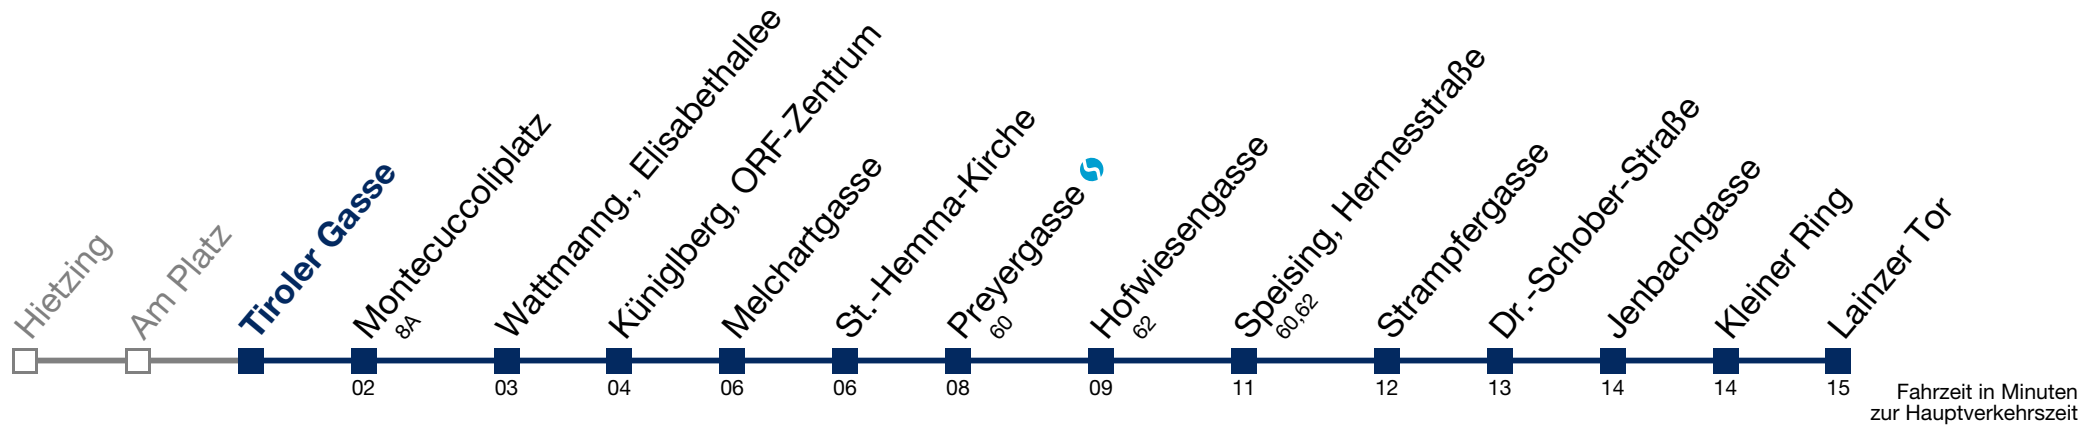 Hietzing
Am Platz
Tiroler Gasse
Montecuccoliplatz
8A
Wattmanng., Elisabethallee
Küniglberg, ORF-Zentrum
Melchartgasse
St.-Hemma-Kirche
Preyergasse
60
Hofwiesengasse
62
Speising, Hermesstraße
60,62
Strampfergasse
Dr.-Schober-Straße
Jenbachgasse
Kleiner Ring
Lainzer Tor
02 03 04 06 06 08 09 11 12 13 14 14 15
Fahrzeit in Minuten
zur Hauptverkehrszeit